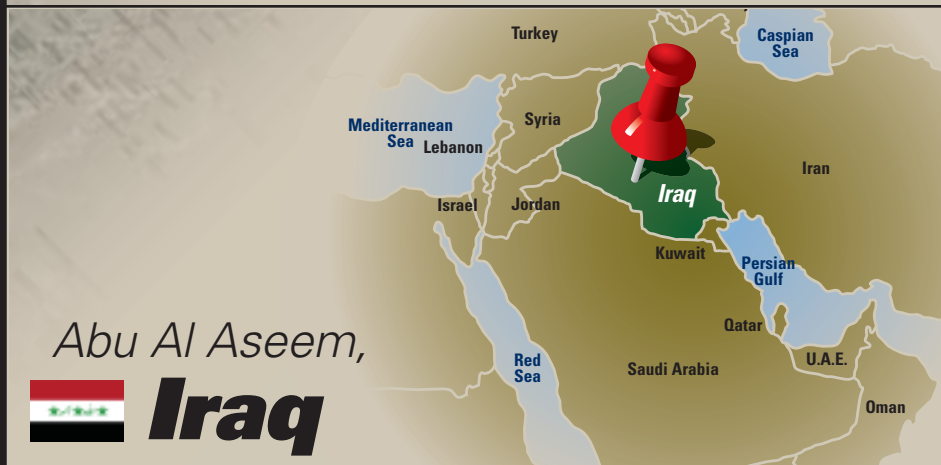 Turkey
Caspian
Sea
Mediterranean
Sea
Lebanon
Syria
Iran
Iraq
Israel
Jordan
Kuwait
Persian
Gulf
Qatar
Red
Sea
Saudi Arabia
U.A.E.
Oman
Abu Al Aseem,
Iraq